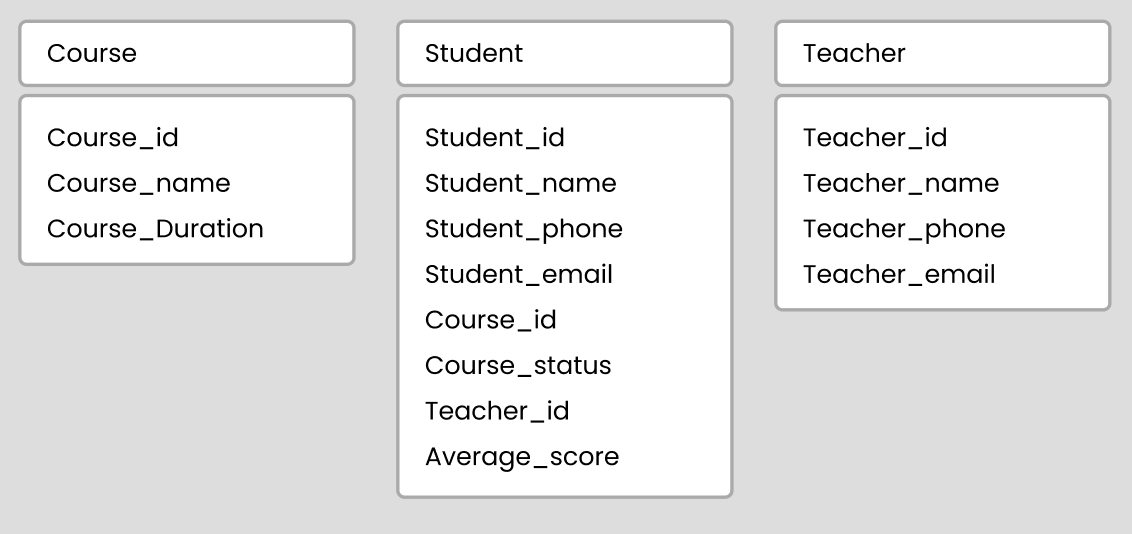 Course
Course_id
Course_name
Course_Duration
Student
Student_id
Student_name
Student_phone
Student_email
Course_id
Course_status
Teacher_id
Average_score
Teacher
Teacher_id
Teacher_name
Teacher_phone
Teacher_email